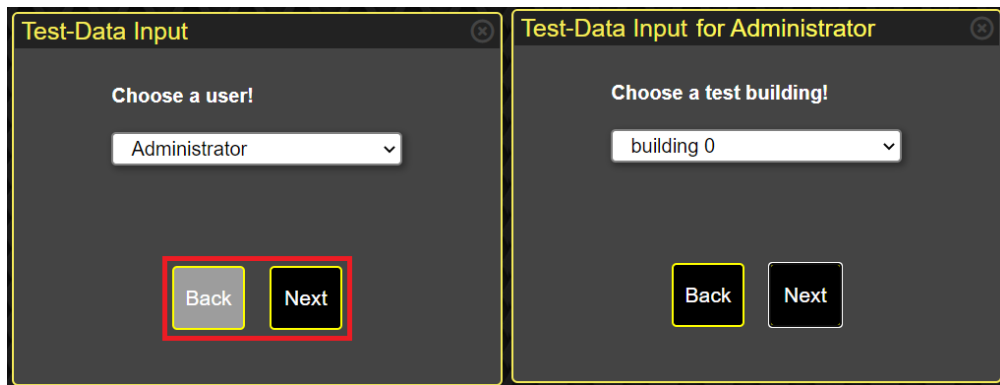 Test-Data Input
Choose a user!
Administrator
Back
Next
Test-Data Input for Administrator
Choose a test building!
building 0
Back
Next